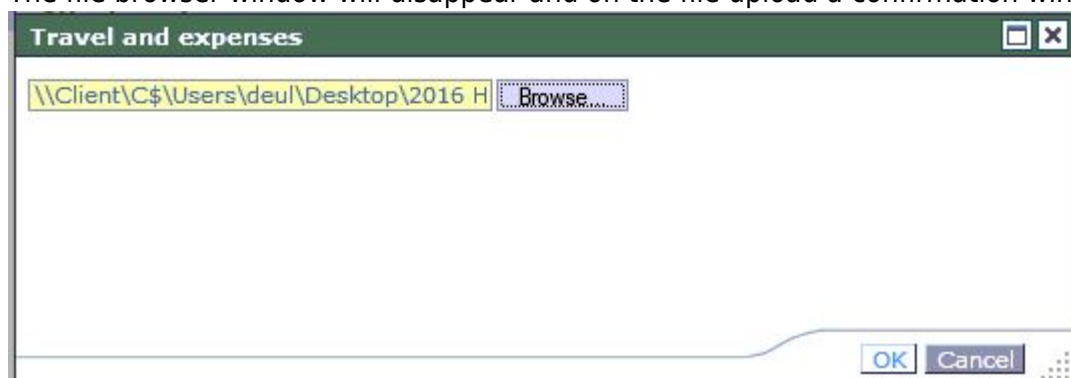 The file browser window will disappear and on the file upload a confirmation win
Travel and expenses
\\Client\C$\Users\deul\Desktop\2016 H Browse...
OK Cancel